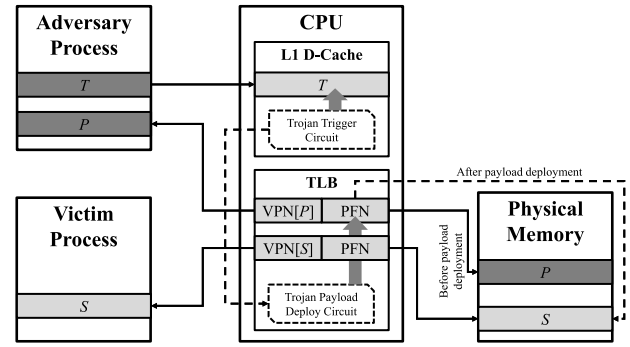 Adversary
Process
T
P
Victim
Process
S
CPU
L1 D-Cache
T
Trojan Trigger
Circuit
TLB
VPN[P]
PFN
VPN[S]
PFN
Trojan Payload
Deploy Circuit
After payload deployment
Before payload
deployment
Physical
Memory
P
S